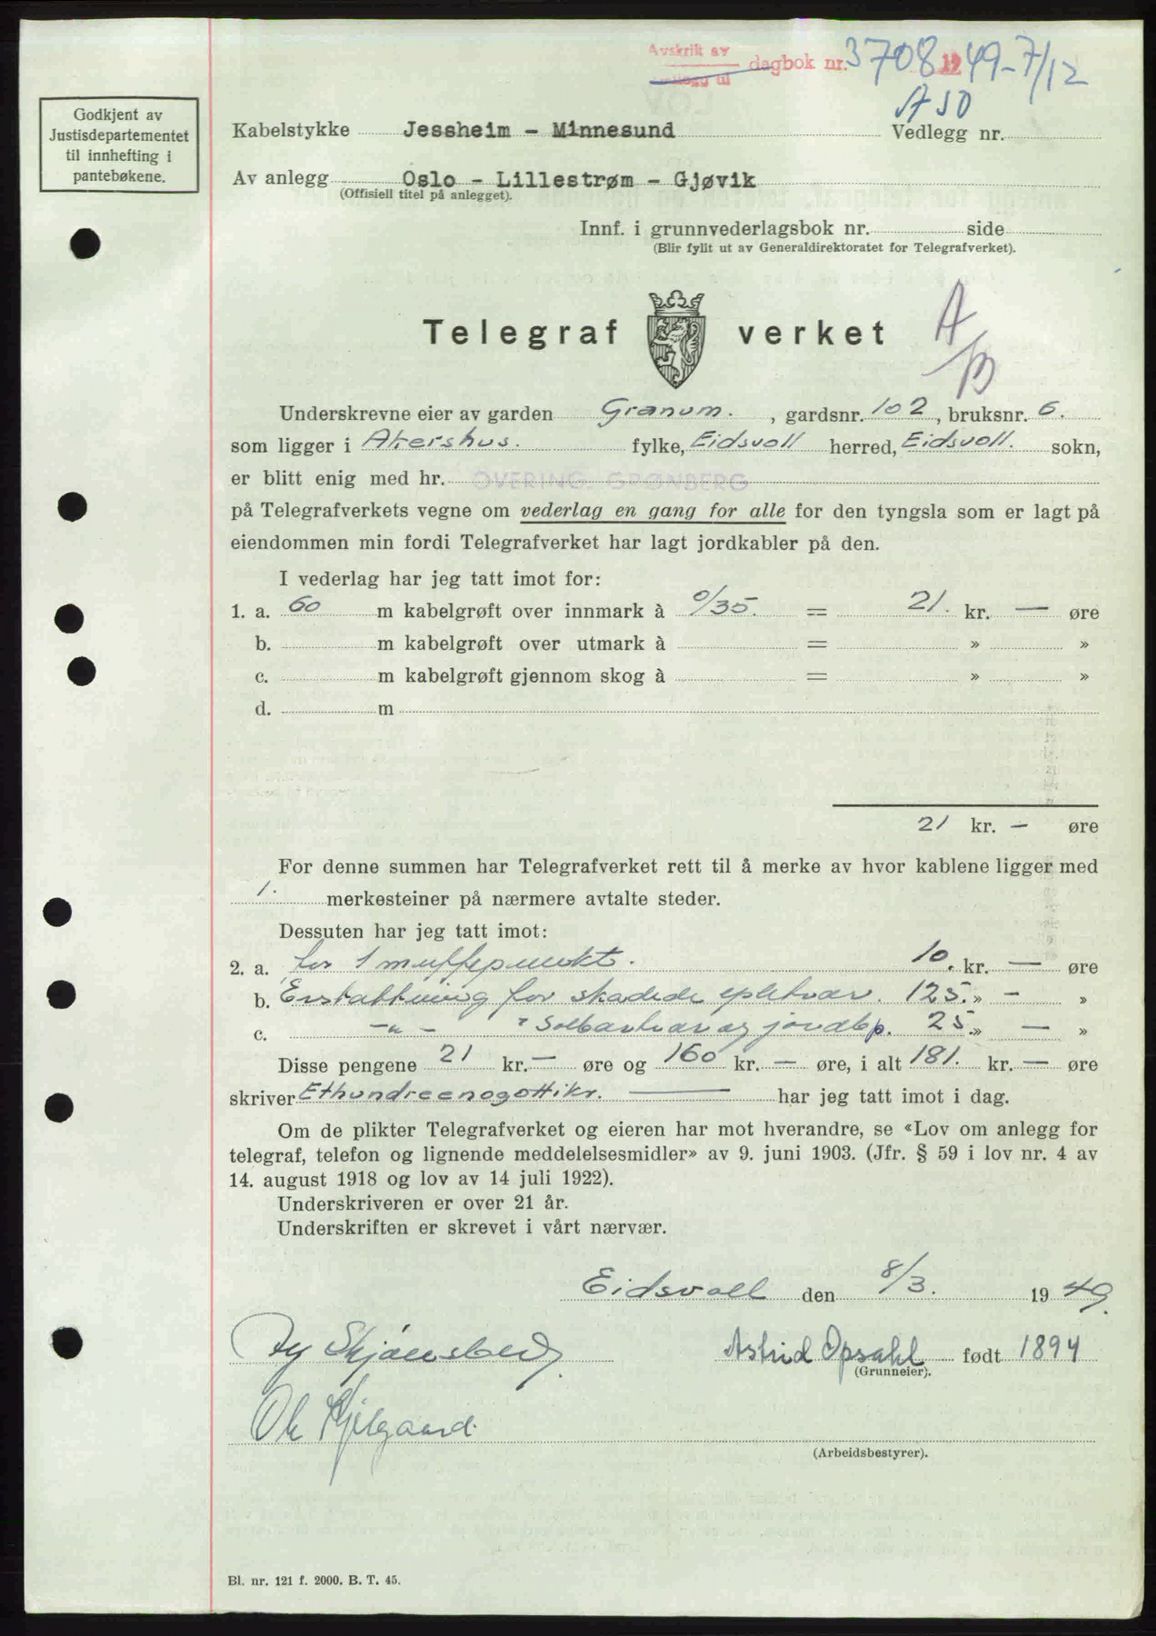 Avskrift av
dagbok nr. 3708 1949-7/12
A 50
Godkjent av
Justisdepartementet
til innhefting i
pantebøkene.
Kabelstykke Jessheim - Minnesund Vedlegg nr.
Av anlegg Oslo - Lillestrøm - Gjøvik
(Offisiell titel på anlegget).
Innf. i grunnvederlagsbok nr. side
(Blir fylit ut av Generaldirektoratet for Telegrafverket).
Telegraf verket
A/B
Underskrevne eier av garden Granum. , gardsnr. 102 , bruksnr. 6.
som ligger i Akershus. fylke, Eidsvoll herred, Eidsvoll. sokn,
er blitt enig med hr. OVERING. GRØNBERG
på Telegrafverkets vegne om vederlag en gang for alle for den tyngsla som er lagt på
eiendommen min fordi Telegrafverket har lagt jordkabler på den.
I vederlag har jeg tatt imot for:
1. a. 60 m kabelgrøft over innmark à 0/35. = 21. kr. — øre
b. m kabelgrøft over utmark à = » »
c. m kabelgrøft gjennom skog à = » »
d. m
21 kr. — øre
For denne summen har Telegrafverket rett til å merke av hvor kablene ligger med
1. merkesteiner på nærmere avtalte steder.
Dessuten har jeg tatt imot:
2. a. for 1 muffepunkt. 10. kr. — øre
b. Erstattning for skadede epletrær. 125. » — »
c. -"- " Solbærtrær og jordbp. 25. » — »
Disse pengene 21 kr. — øre og 160 kr. — øre, i alt 181. kr. — øre
skriver Ethundreenogottikr. — har jeg tatt imot i dag.
Om de plikter Telegrafverket og eieren har mot hverandre, se «Lov om anlegg for
telegraf, telefon og lignende meddelelsesmidler» av 9. juni 1903. (Jfr. § 59 i lov nr. 4 av
14. august 1918 og lov av 14 juli 1922).
Underskriveren er over 21 år.
Underskriften er skrevet i vårt nærvær.
Eidsvoll den 8/3. 1949.
Skjønsberg Astrid Opsahl født 1894
(Grunneier).
Hjelgaard.
(Arbeidsbestyrer).
Bl. nr. 121 f. 2000. B. T. 45.